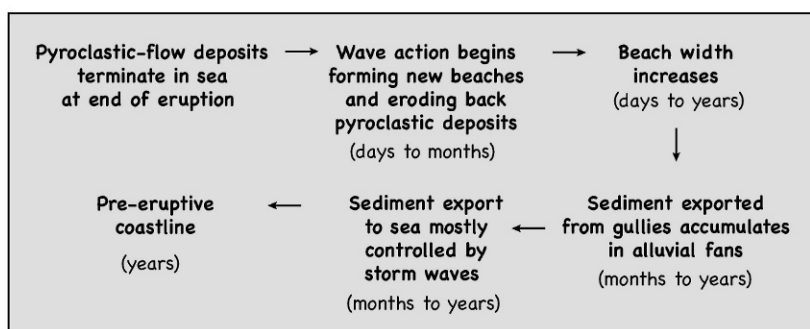 Pyroclastic-flow deposits
terminate in sea
at end of eruption
Wave action begins
forming new beaches
and eroding back
pyroclastic deposits
(days to months)
Beach width
increases
(days to years)
Sediment exported
from gullies accumulates
in alluvial fans
(months to years)
Sediment export
to sea mostly
controlled by
storm waves
(months to years)
Pre-eruptive
coastline
(years)